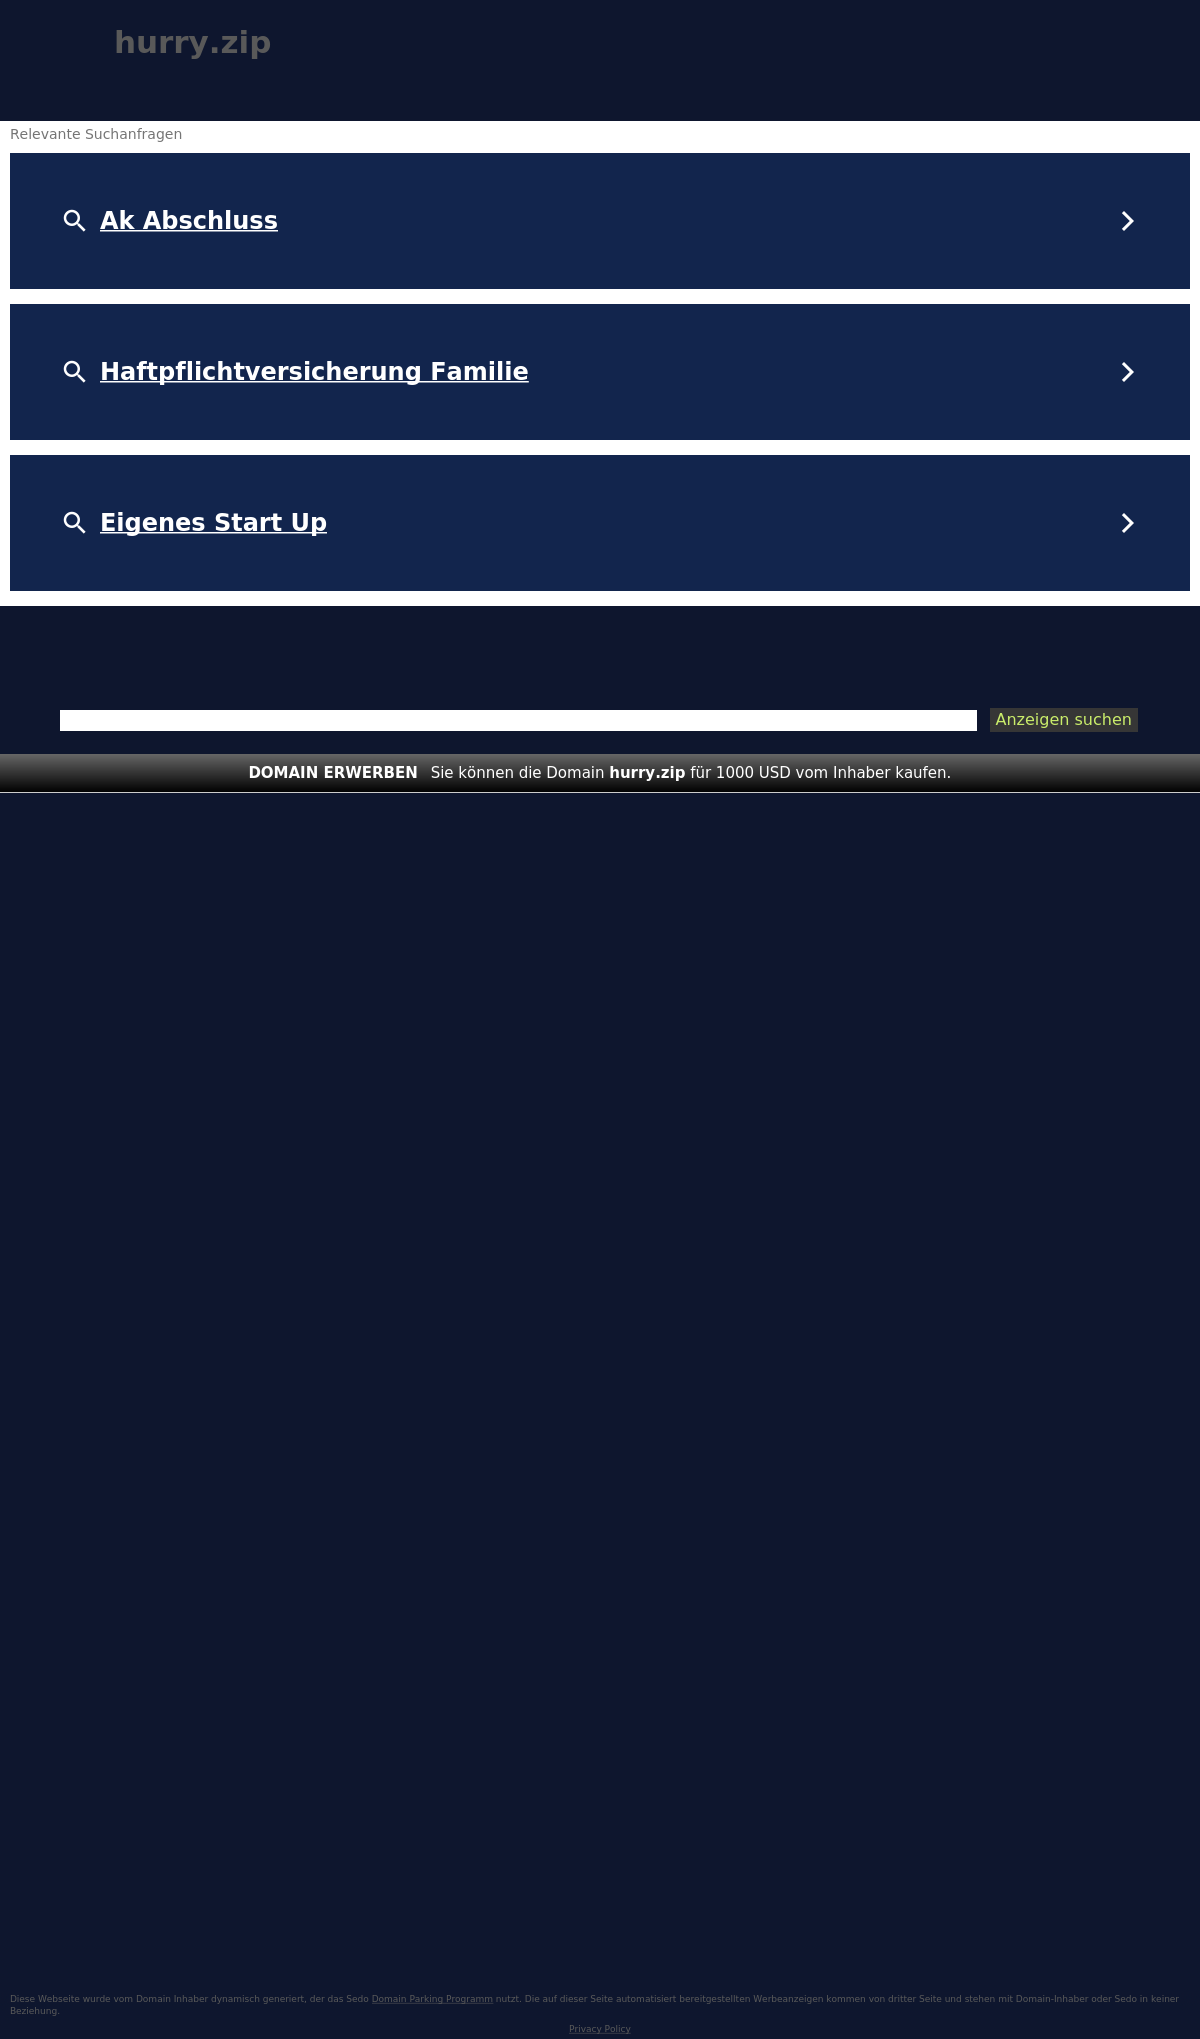 hurry.zip
Relevante Suchanfragen
Ak Abschluss
Haftpflichtversicherung Familie
Eigenes Start Up
Anzeigen suchen
DOMAIN ERWERBEN Sie können die Domain hurry.zip für 1000 USD vom Inhaber kaufen.
Diese Webseite wurde vom Domain Inhaber dynamisch generiert, der das Sedo Domain Parking Programm nutzt. Die auf dieser Seite automatisiert bereitgestellten Werbeanzeigen kommen von dritter Seite und stehen mit Domain-Inhaber oder Sedo in keiner
Beziehung.
Privacy Policy